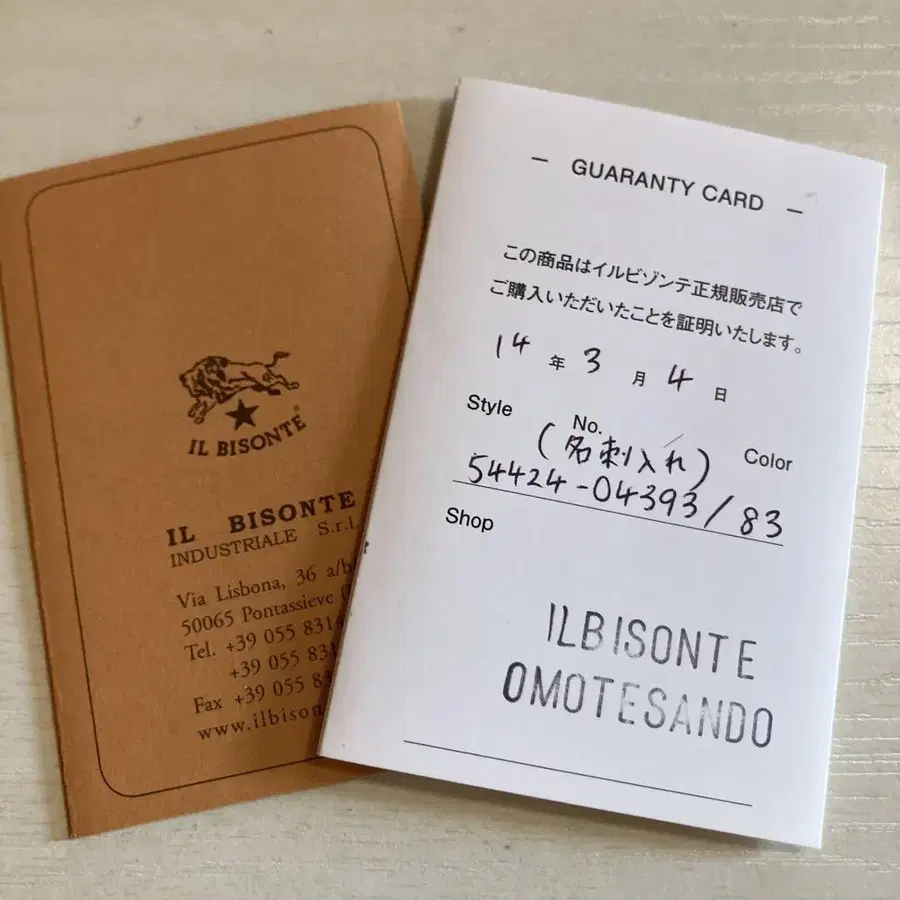 IL BISONTE
IL BISONTE
INDUSTRIALE S.r.l.
Via Lisbona, 36 a/b
50065 Pontassieve
Tel. +39 055 831
+39 055 831
Fax +39 055 83
www.ilbison
— GUARANTY CARD —
この商品はイルビゾンテ正規販売店で
ご購入いただいたことを証明いたします。
14 年 3 月 4 日
Style No. Color
(名刺入れ)
54424-04393/83
Shop
ILBISONTE
OMOTESANDO